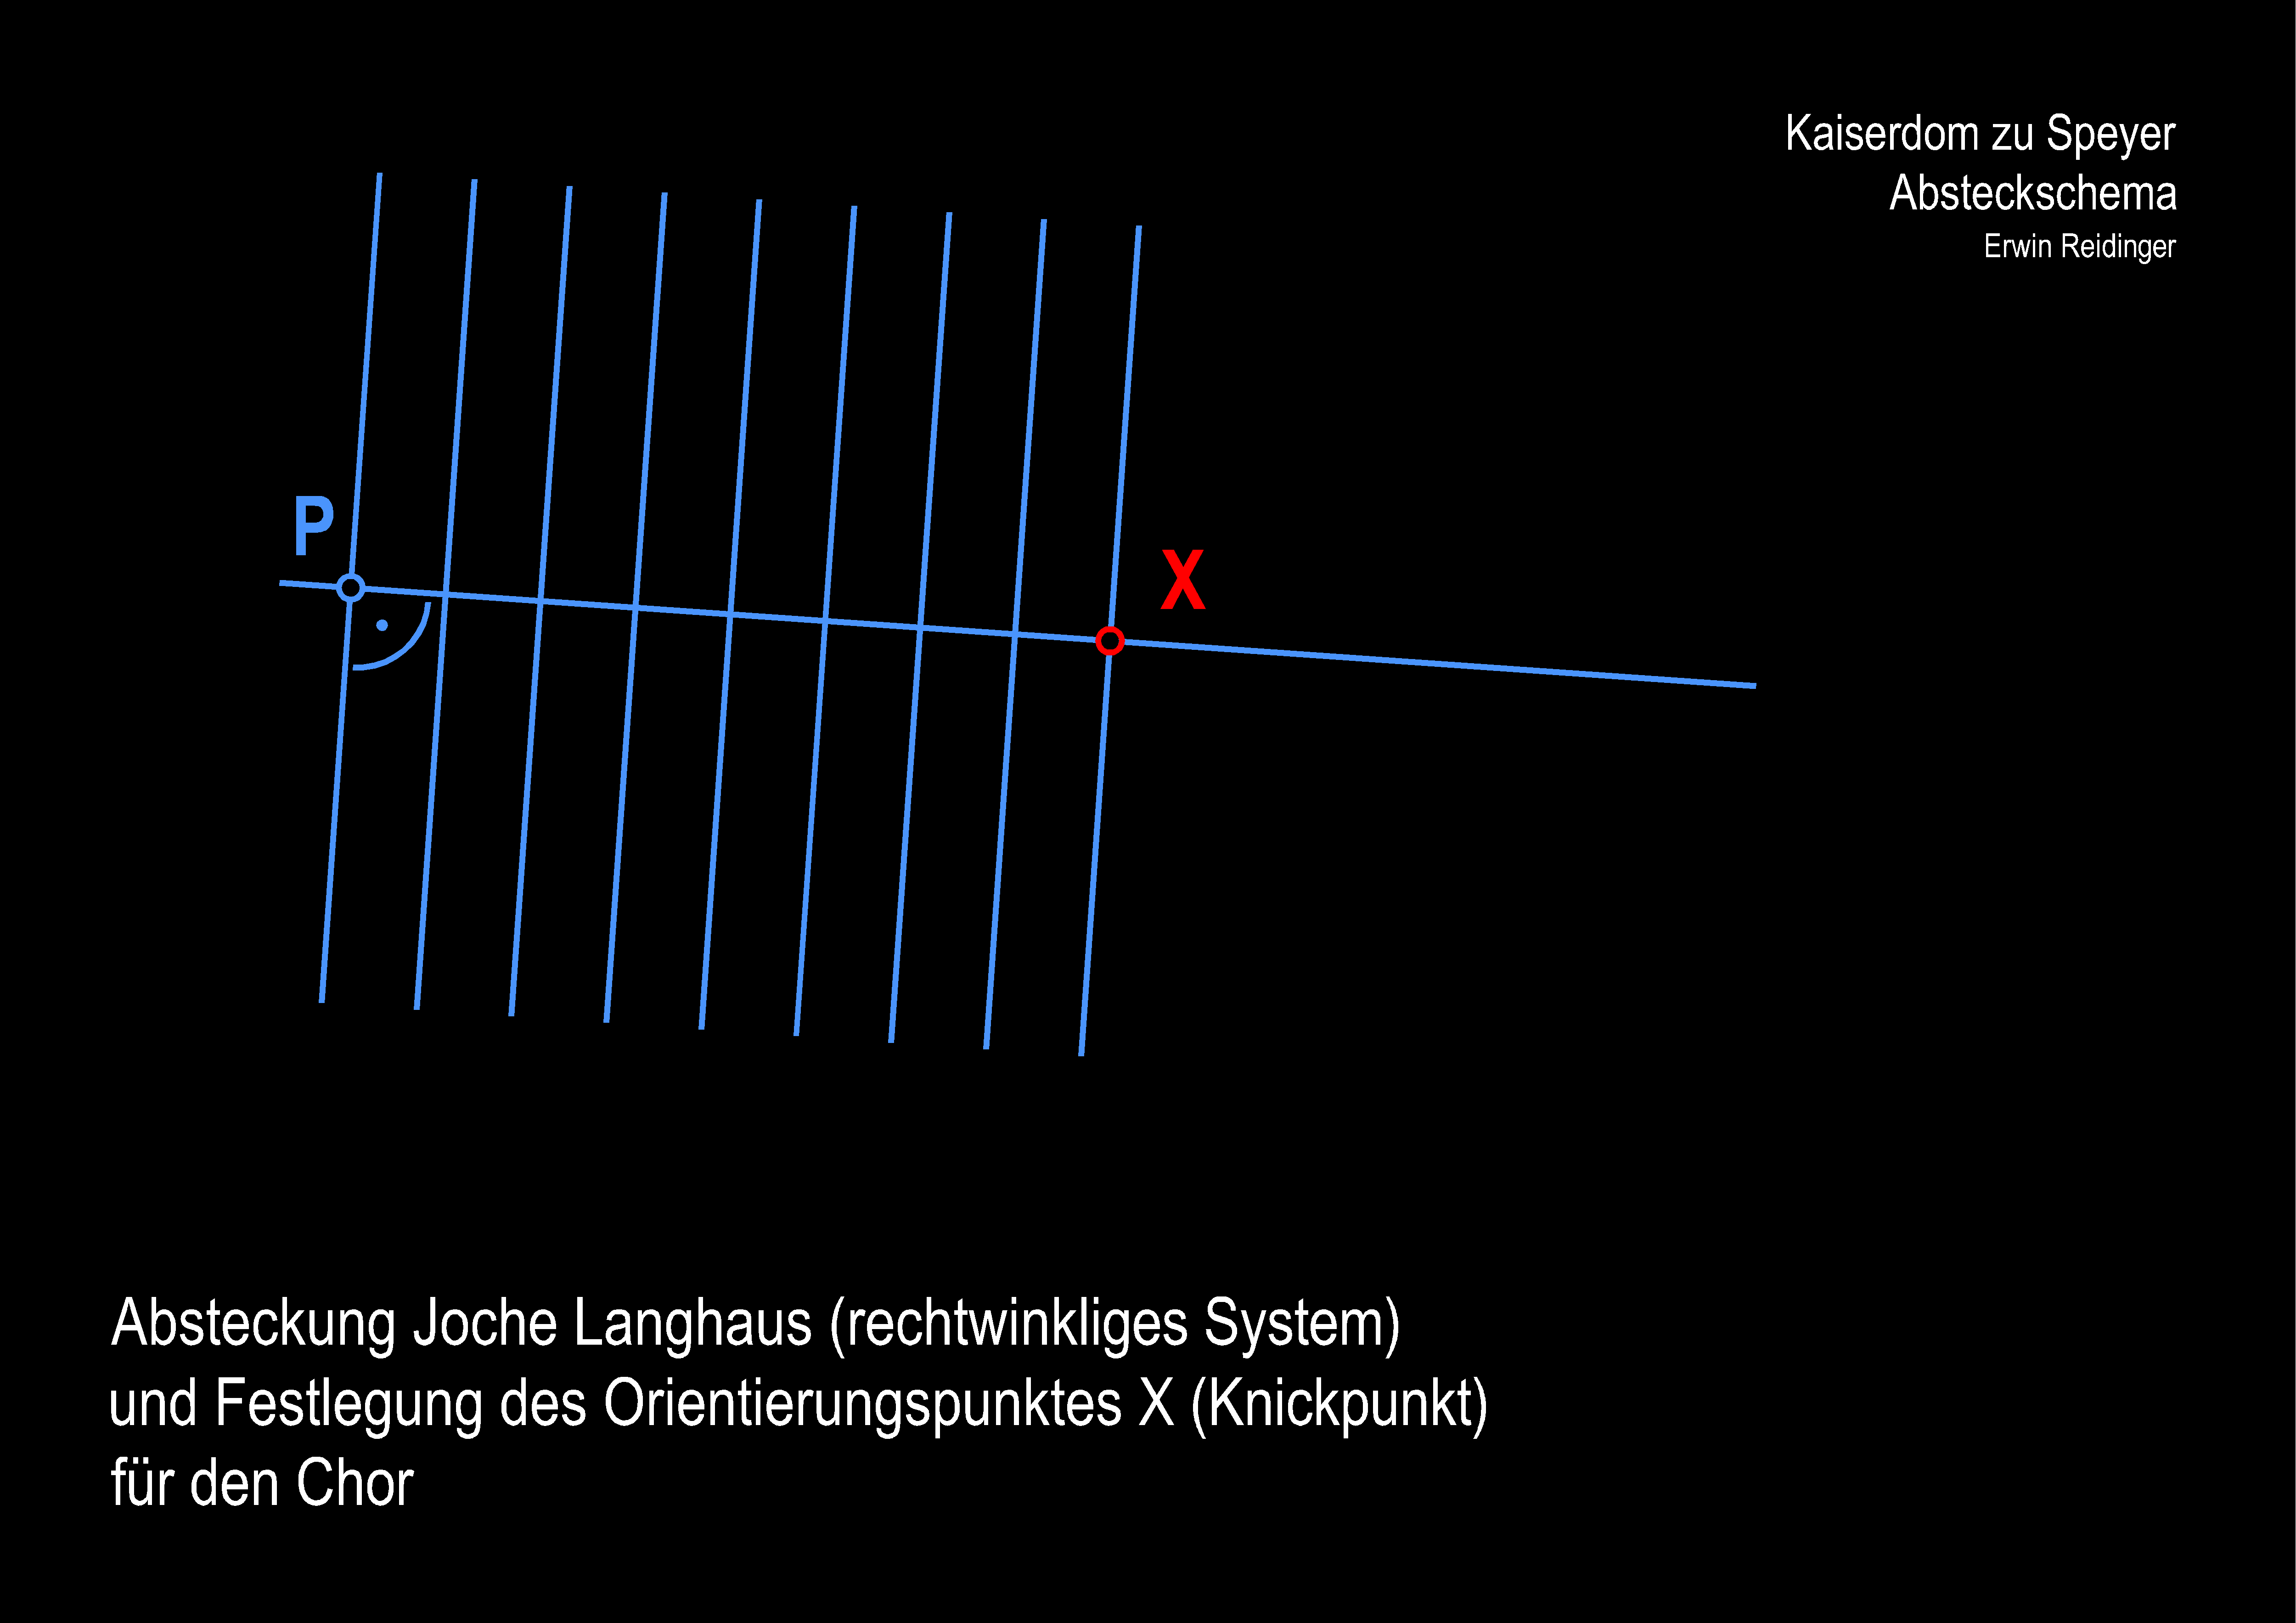 Kaiserdom zu Speyer
Absteckschema
Erwin Reidinger
P
X
Absteckung Joche Langhaus (rechtwinkliges System)
und Festlegung des Orientierungspunktes X (Knickpunkt)
für den Chor